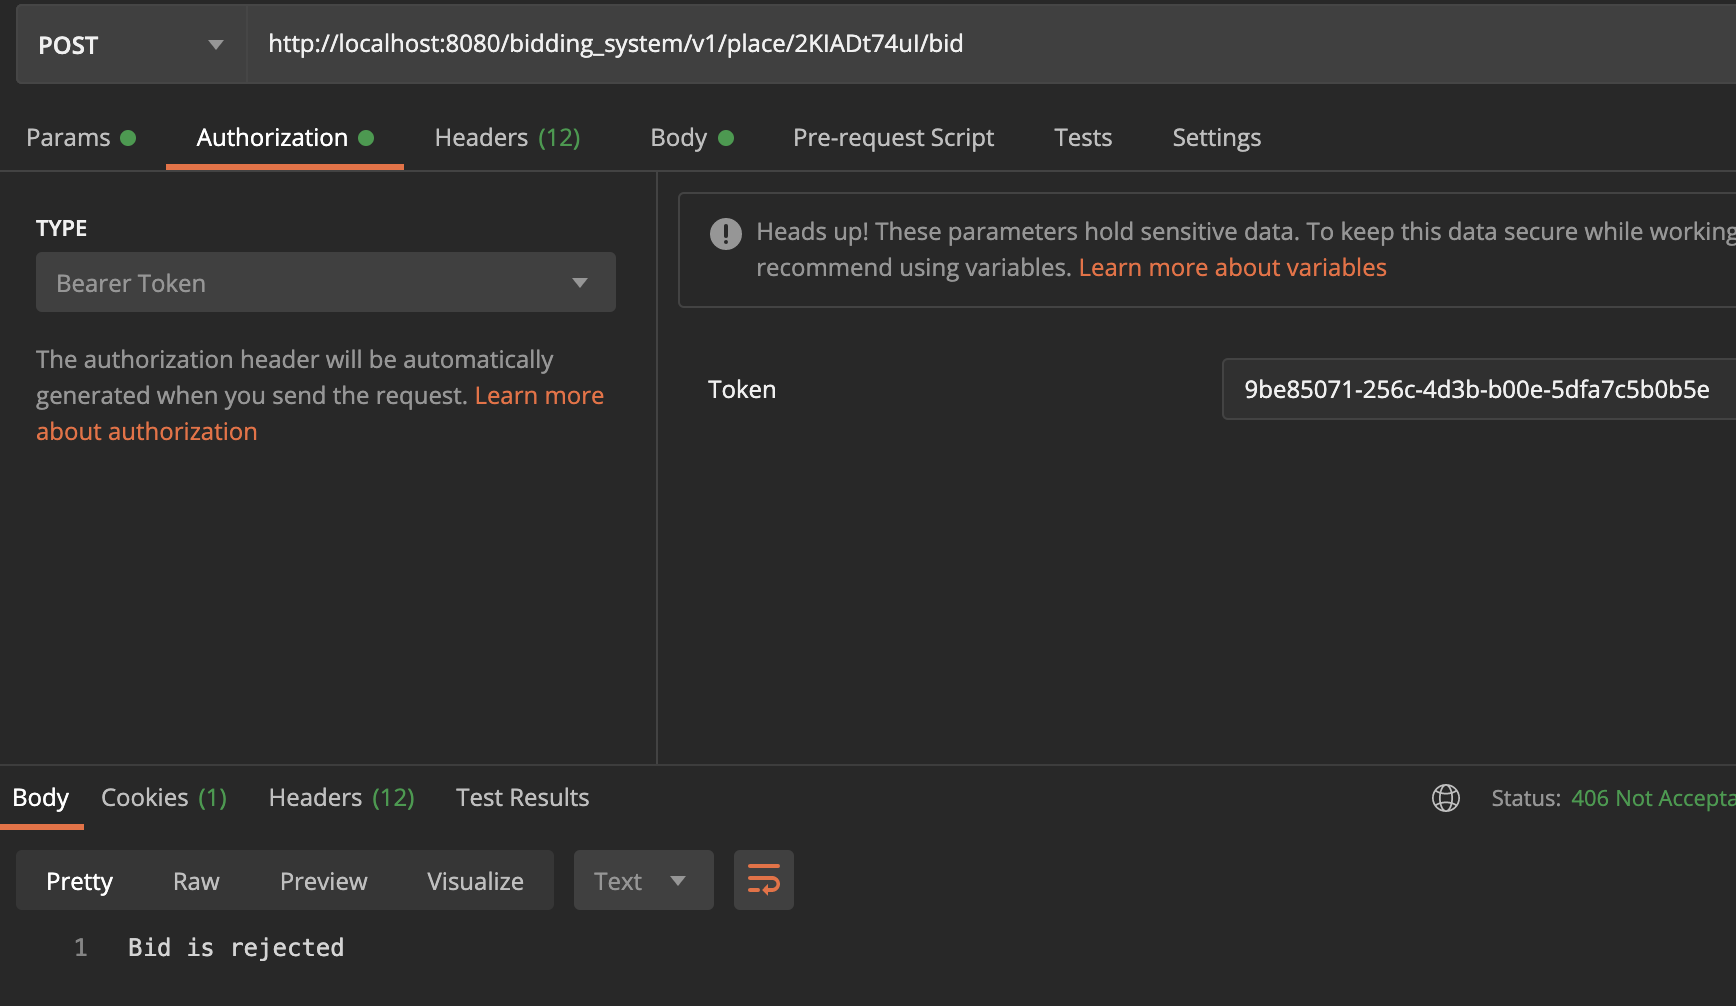 POST http://localhost:8080/bidding_system/v1/place/2KIADt74uI/bid
Params Authorization Headers (12) Body Pre-request Script Tests Settings
TYPE
Bearer Token
The authorization header will be automatically
generated when you send the request. Learn more
about authorization
Heads up! These parameters hold sensitive data. To keep this data secure while working
recommend using variables. Learn more about variables
Token 9be85071-256c-4d3b-b00e-5dfa7c5b0b5e
Body Cookies (1) Headers (12) Test Results Status: 406 Not Accepta
Pretty Raw Preview Visualize Text
1 Bid is rejected